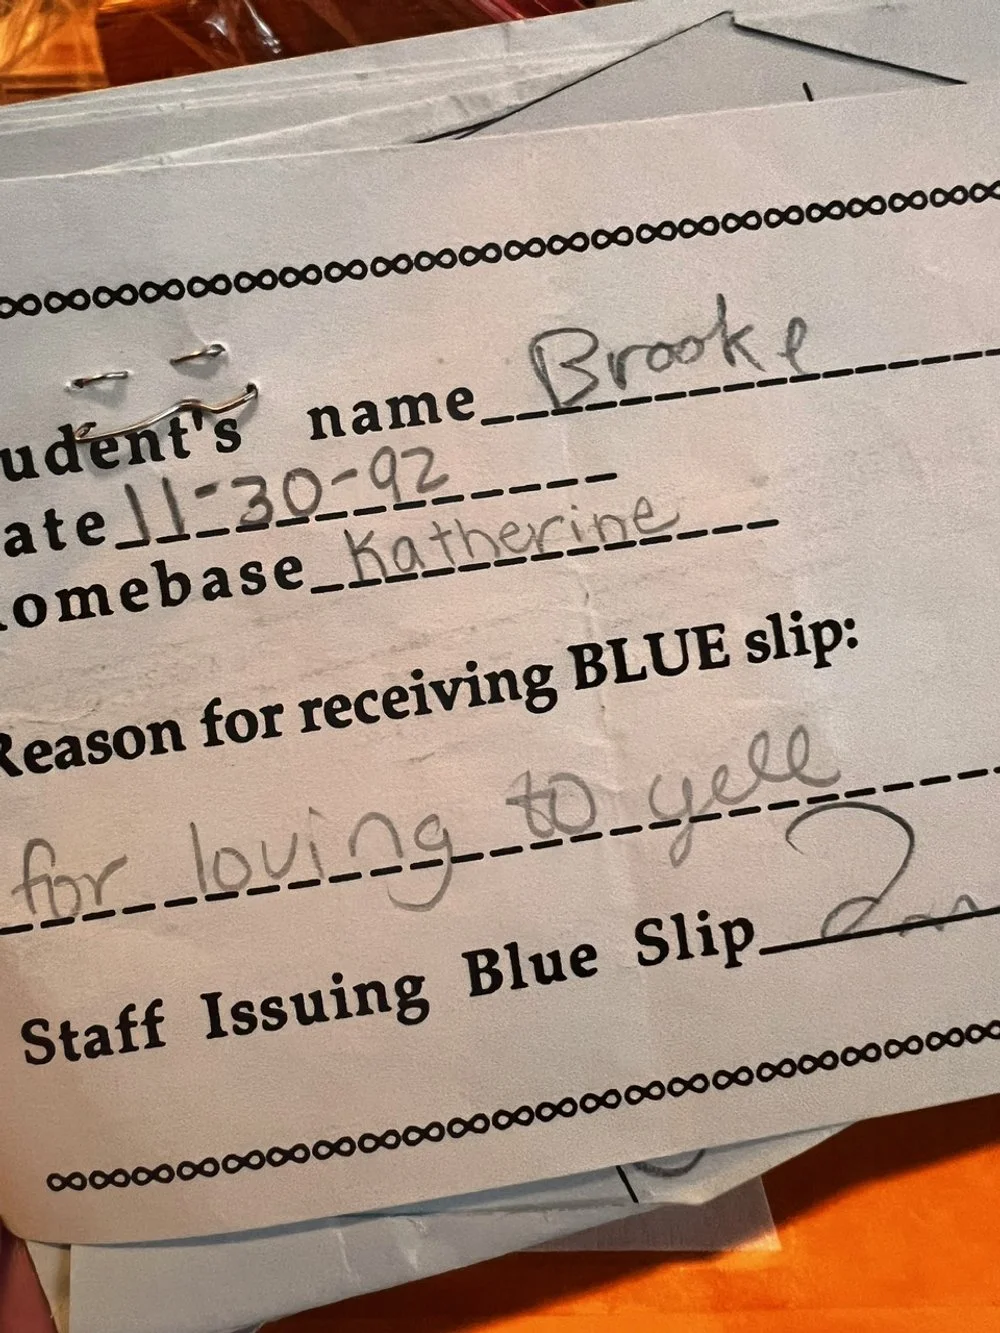 udent's name Brooke
ate 11-30-92
omebase Katherine
Reason for receiving BLUE slip:
for loving to yell
Staff Issuing Blue Slip